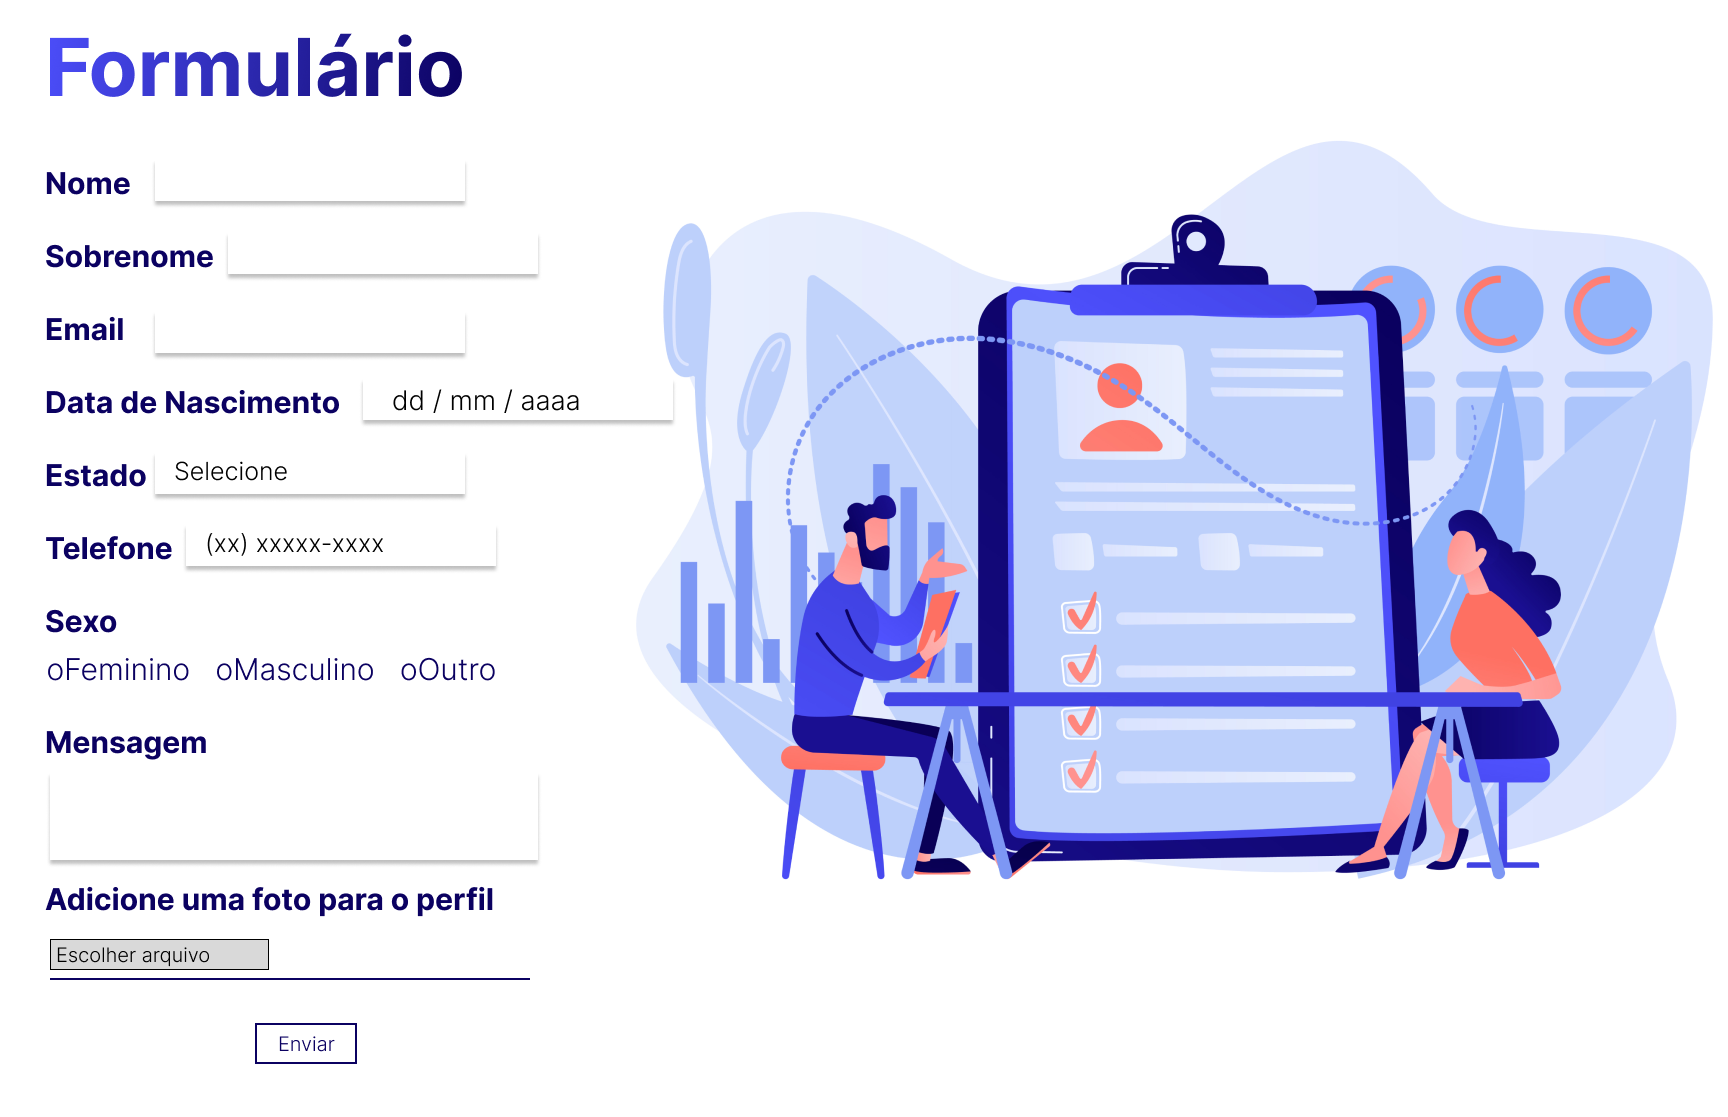 Formulário
Nome
Sobrenome
Email
Data de Nascimento dd / mm / aaaa
Estado Selecione
Telefone (xx) xxxxx-xxxx
Sexo
oFeminino oMasculino oOutro
Mensagem
Adicione uma foto para o perfil
Escolher arquivo
Enviar